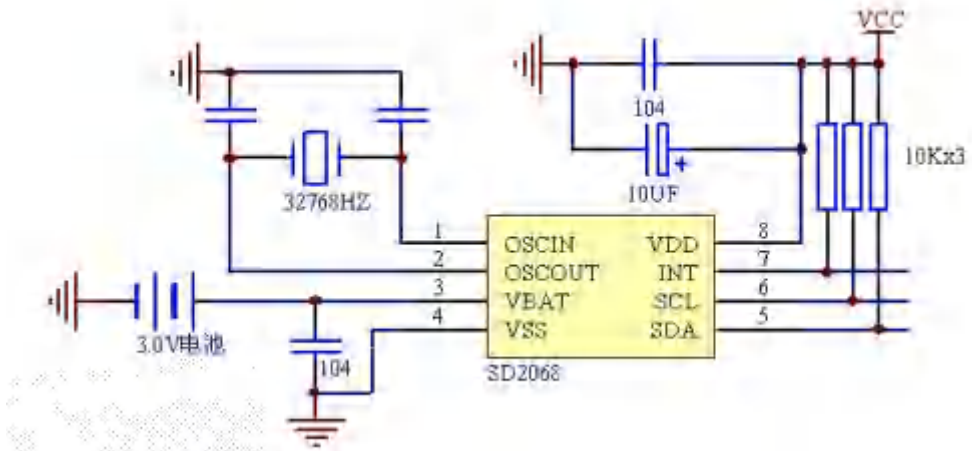 VCC
104
10UF
+
10Kx3
32768HZ
1 OSCIN VDD 8
2 OSCOUT INT 7
3 VBAT SCL 6
4 VSS SDA 5
3.0V电池
104
SD2068